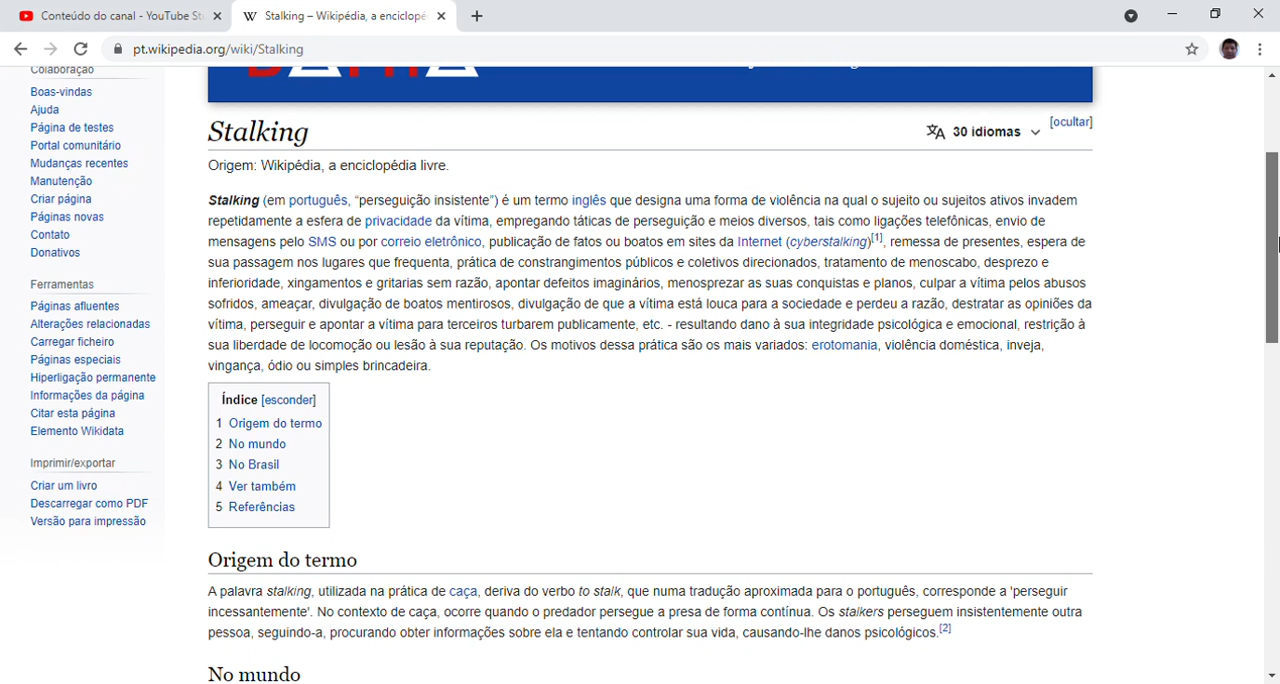 Conteúdo do canal - YouTube St
Stalking – Wikipédia, a enciclopé
pt.wikipedia.org/wiki/Stalking
Colaboração
Boas-vindas
Ajuda
Página de testes
Portal comunitário
Mudanças recentes
Manutenção
Criar página
Páginas novas
Contato
Donativos
Ferramentas
Páginas afluentes
Alterações relacionadas
Carregar ficheiro
Páginas especiais
Hiperligação permanente
Informações da página
Citar esta página
Elemento Wikidata
Imprimir/exportar
Criar um livro
Descarregar como PDF
Versão para impressão
[ocultar]
Stalking
30 idiomas
Origem: Wikipédia, a enciclopédia livre.
Stalking (em português, “perseguição insistente”) é um termo inglês que designa uma forma de violência na qual o sujeito ou sujeitos ativos invadem
repetidamente a esfera de privacidade da vítima, empregando táticas de perseguição e meios diversos, tais como ligações telefônicas, envio de
mensagens pelo SMS ou por correio eletrônico, publicação de fatos ou boatos em sites da Internet (cyberstalking)[1], remessa de presentes, espera de
sua passagem nos lugares que frequenta, prática de constrangimentos públicos e coletivos direcionados, tratamento de menoscabo, desprezo e
inferioridade, xingamentos e gritarias sem razão, apontar defeitos imaginários, menosprezar as suas conquistas e planos, culpar a vítima pelos abusos
sofridos, ameaçar, divulgação de boatos mentirosos, divulgação de que a vítima está louca para a sociedade e perdeu a razão, destratar as opiniões da
vítima, perseguir e apontar a vítima para terceiros turbarem publicamente, etc. - resultando dano à sua integridade psicológica e emocional, restrição à
sua liberdade de locomoção ou lesão à sua reputação. Os motivos dessa prática são os mais variados: erotomania, violência doméstica, inveja,
vingança, ódio ou simples brincadeira.
Índice [esconder]
1 Origem do termo
2 No mundo
3 No Brasil
4 Ver também
5 Referências
Origem do termo
A palavra stalking, utilizada na prática de caça, deriva do verbo to stalk, que numa tradução aproximada para o português, corresponde a 'perseguir
incessantemente'. No contexto de caça, ocorre quando o predador persegue a presa de forma contínua. Os stalkers perseguem insistentemente outra
pessoa, seguindo-a, procurando obter informações sobre ela e tentando controlar sua vida, causando-lhe danos psicológicos.[2]
No mundo